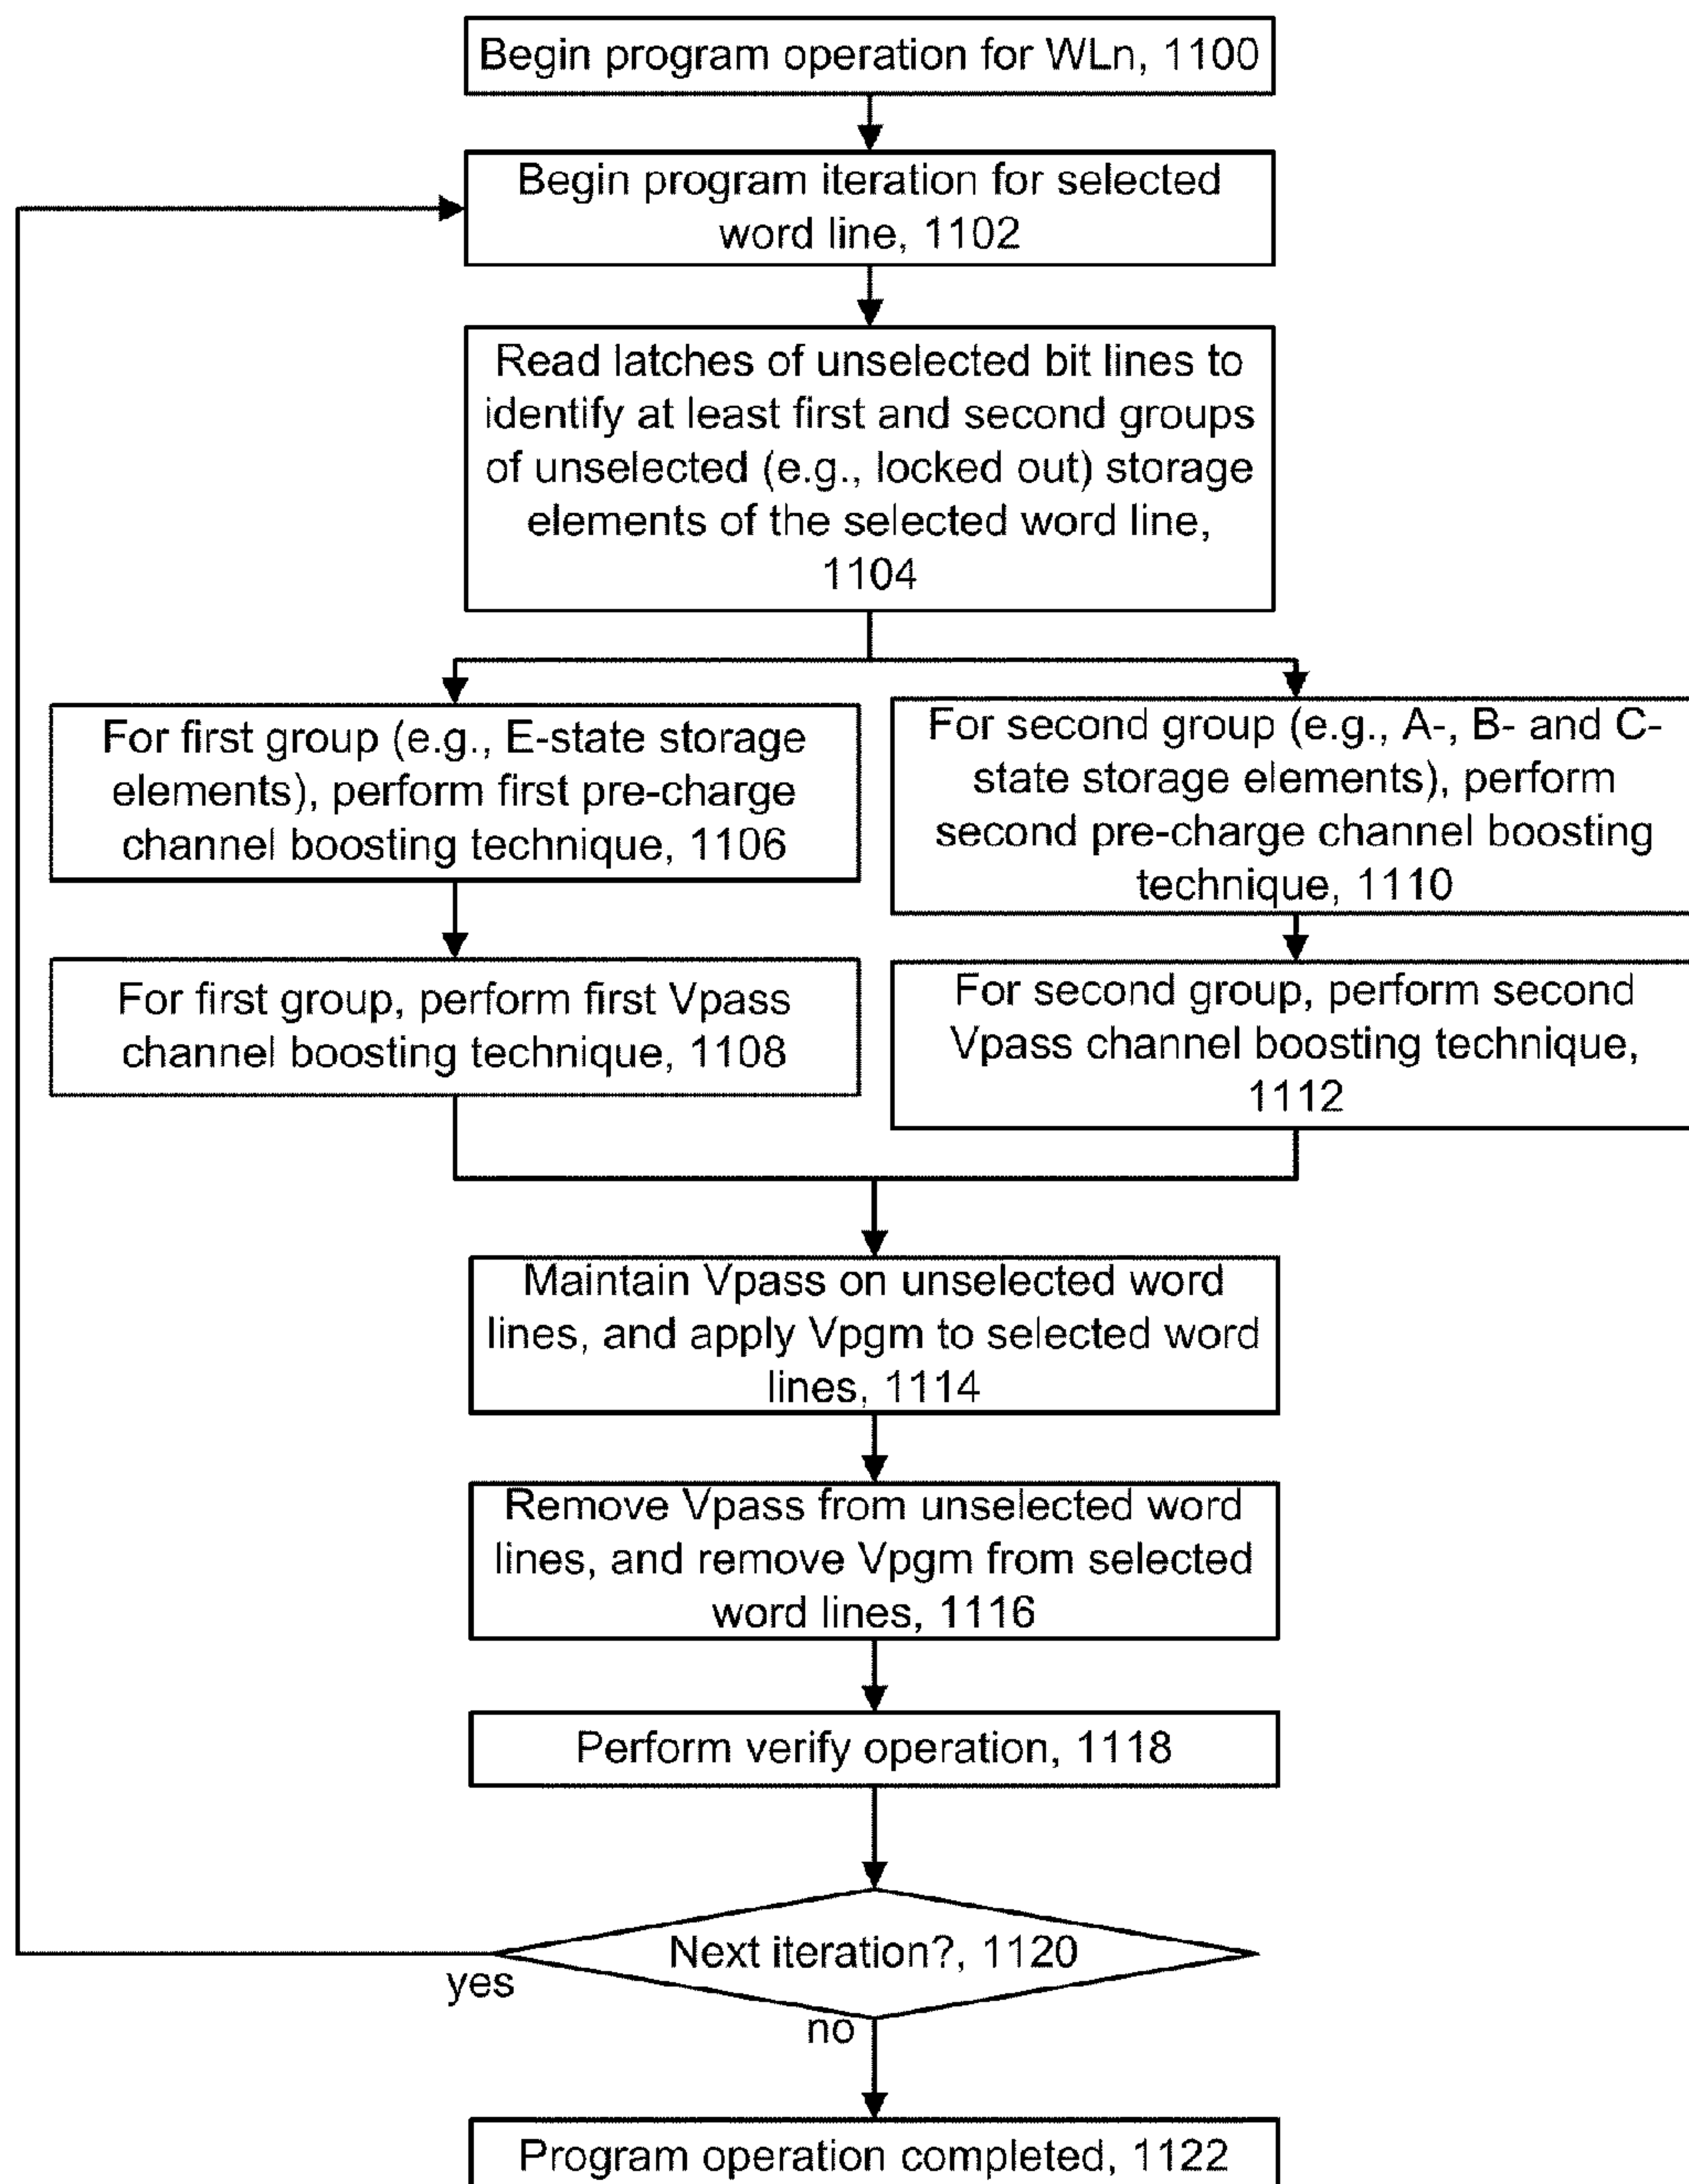 Begin program operation for WLn, 1100
Begin program iteration for selected
word line, 1102
Read latches of unselected bit lines to
identify at least first and second groups
of unselected (e.g., locked out) storage
elements of the selected word line,
1104
For first group (e.g., E-state storage
elements), perform first pre-charge
channel boosting technique, 1106
For second group (e.g., A-, B- and C-
state storage elements), perform
second pre-charge channel boosting
technique, 1110
For first group, perform first Vpass
channel boosting technique, 1108
For second group, perform second
Vpass channel boosting technique,
1112
Maintain Vpass on unselected word
lines, and apply Vpgm to selected word
lines, 1114
Remove Vpass from unselected word
lines, and remove Vpgm from selected
word lines, 1116
Perform verify operation, 1118
Next iteration?, 1120
yes
no
Program operation completed, 1122